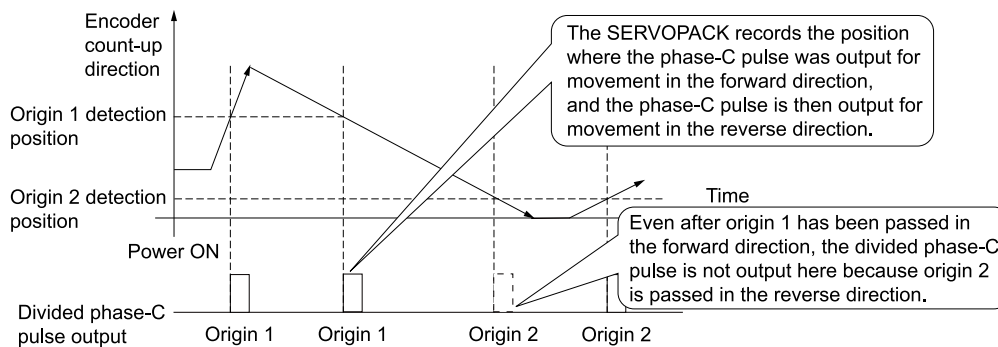 Encoder
count-up
direction
The SERVOPACK records the position
where the phase-C pulse was output for
movement in the forward direction,
and the phase-C pulse is then output for
movement in the reverse direction.
Origin 1 detection
position
Origin 2 detection
position
Time
Power ON
Even after origin 1 has been passed in
the forward direction, the divided phase-C
pulse is not output here because origin 2
is passed in the reverse direction.
Divided phase-C
pulse output
Origin 1
Origin 1
Origin 2
Origin 2